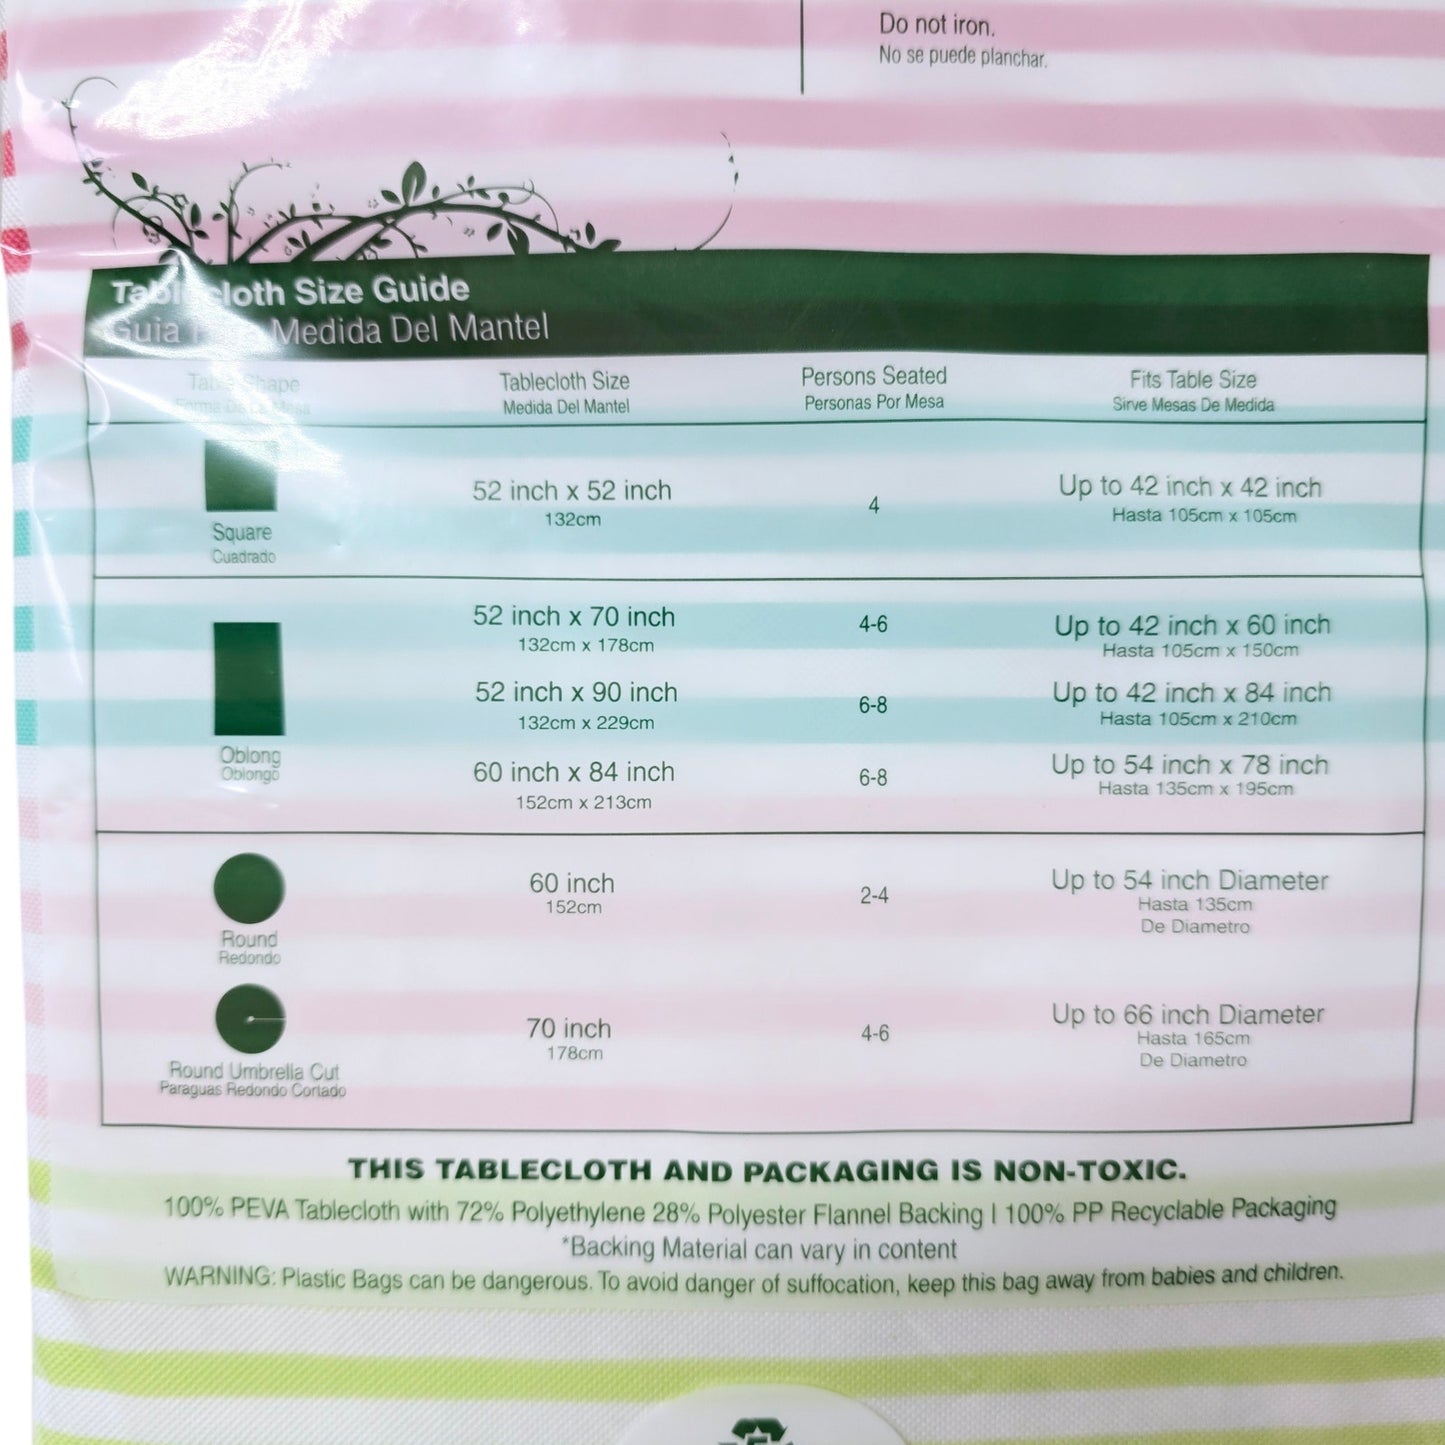 Do not iron.
No se puede planchar.
Tablecloth Size Guide
Guia Medida Del Mantel
Table Shape
Forma De La Mesa
Tablecloth Size
Medida Del Mantel
Persons Seated
Personas Por Mesa
Fits Table Size
Sirve Mesas De Medida
Square
Cuadrado
52 inch x 52 inch
132cm
4
Up to 42 inch x 42 inch
Hasta 105cm x 105cm
Oblong
Oblongo
52 inch x 70 inch
132cm x 178cm
4-6
Up to 42 inch x 60 inch
Hasta 105cm x 150cm
52 inch x 90 inch
132cm x 229cm
6-8
Up to 42 inch x 84 inch
Hasta 105cm x 210cm
60 inch x 84 inch
152cm x 213cm
6-8
Up to 54 inch x 78 inch
Hasta 135cm x 195cm
Round
Redondo
60 inch
152cm
2-4
Up to 54 inch Diameter
Hasta 135cm
De Diametro
Round Umbrella Cut
Paraguas Redondo Cortado
70 inch
178cm
4-6
Up to 66 inch Diameter
Hasta 165cm
De Diametro
THIS TABLECLOTH AND PACKAGING IS NON-TOXIC.
100% PEVA Tablecloth with 72% Polyethylene 28% Polyester Flannel Backing | 100% PP Recyclable Packaging
*Backing Material can vary in content
WARNING: Plastic Bags can be dangerous. To avoid danger of suffocation, keep this bag away from babies and children.